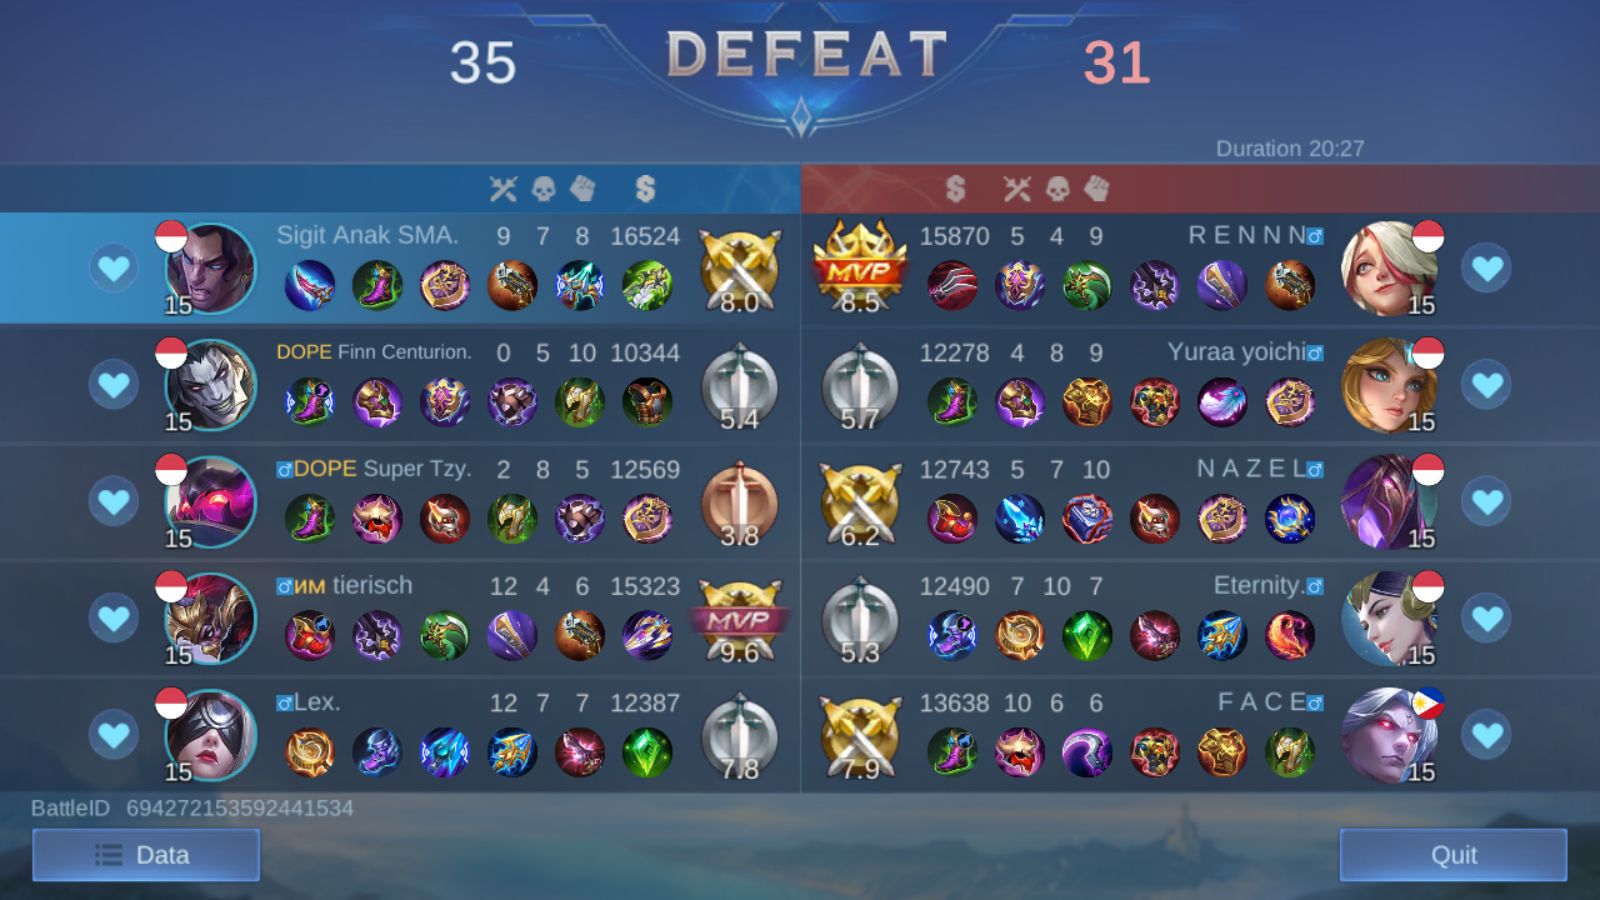 35 DEFEAT 31
Duration 20:27
Sigit Anak SMA. 9 7 8 16524 8.0 15
MVP 8.5 15870 5 4 9 R E N N N♂ 15
DOPE Finn Centurion. 0 5 10 10344 5.4 15
5.7 12278 4 8 9 Yuraa yoichi♂ 15
♂DOPE Super Tzy. 2 8 5 12569 3.8 15
6.2 12743 5 7 10 N A Z E L♂ 15
♂ИМ tierisch 12 4 6 15323 MVP 9.6 15
5.3 12490 7 10 7 Eternity.♂ 15
♂Lex. 12 7 7 12387 7.8 15
7.9 13638 10 6 6 F A C E♂ 15
BattleID 694272153592441534
Data
Quit